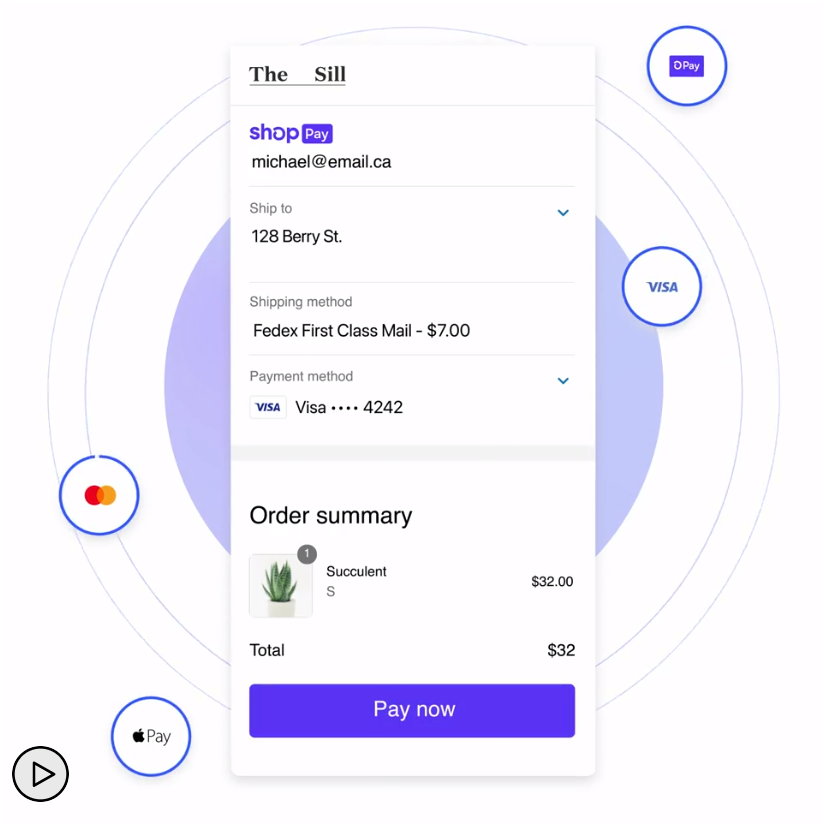 The Sill
Pay
shop Pay
michael@email.ca
Ship to
128 Berry St.
VISA
Shipping method
Fedex First Class Mail - $7.00
Payment method
VISA Visa •••• 4242
Order summary
1
Succulent
$32.00
S
Total $32
Pay now
Pay